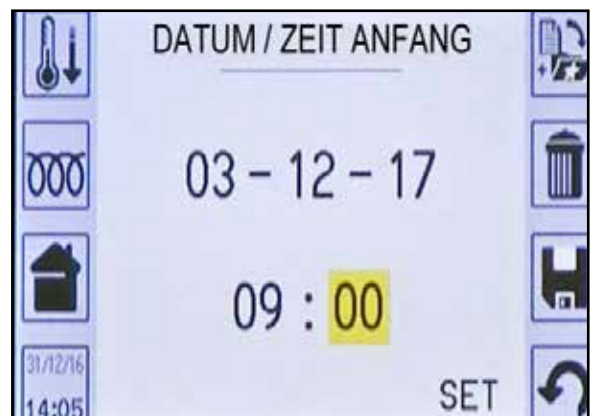 DATUM / ZEIT ANFANG
03 – 12 – 17
09 : 00
31/12/16
14:05
SET